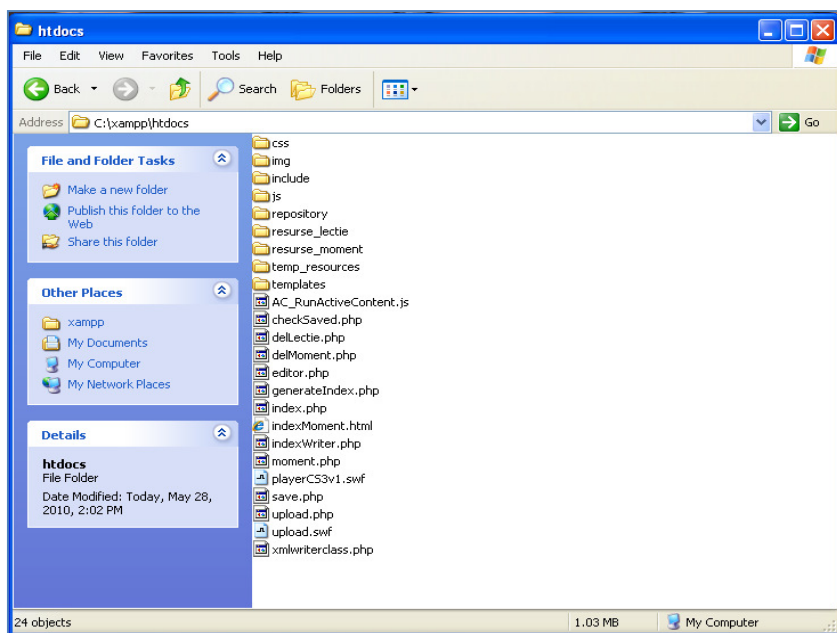 htdocs
File Edit View Favorites Tools Help
Back Search Folders
Address C:\xampp\htdocs Go
File and Folder Tasks
Make a new folder
Publish this folder to the
Web
Share this folder
Other Places
xampp
My Documents
My Computer
My Network Places
Details
htdocs
File Folder
Date Modified: Today, May 28,
2010, 2:02 PM
css
img
include
js
repository
resurse_lectie
resurse_moment
temp_resources
templates
AC_RunActiveContent.js
checkSaved.php
delLectie.php
delMoment.php
editor.php
generateIndex.php
index.php
indexMoment.html
indexWriter.php
moment.php
playerCS3v1.swf
save.php
upload.php
upload.swf
xmlwriterclass.php
24 objects 1.03 MB My Computer